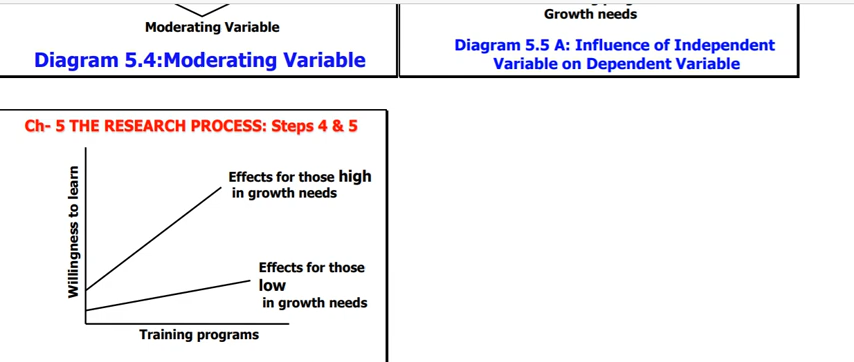 Moderating Variable
Diagram 5.4:Moderating Variable
Growth needs
Diagram 5.5 A: Influence of Independent
Variable on Dependent Variable
Ch- 5 THE RESEARCH PROCESS: Steps 4 & 5
Willingness to learn
Effects for those high
in growth needs
Effects for those
low
in growth needs
Training programs